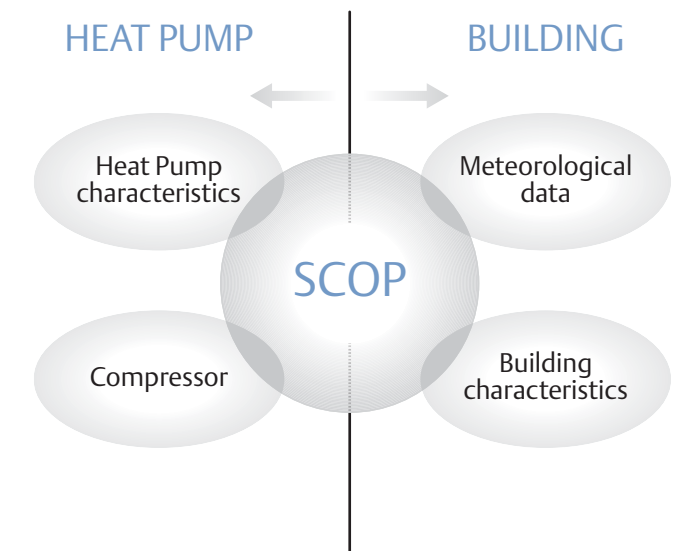 HEAT PUMP
BUILDING
Heat Pump
characteristics
Meteorological
data
SCOP
Compressor
Building
characteristics